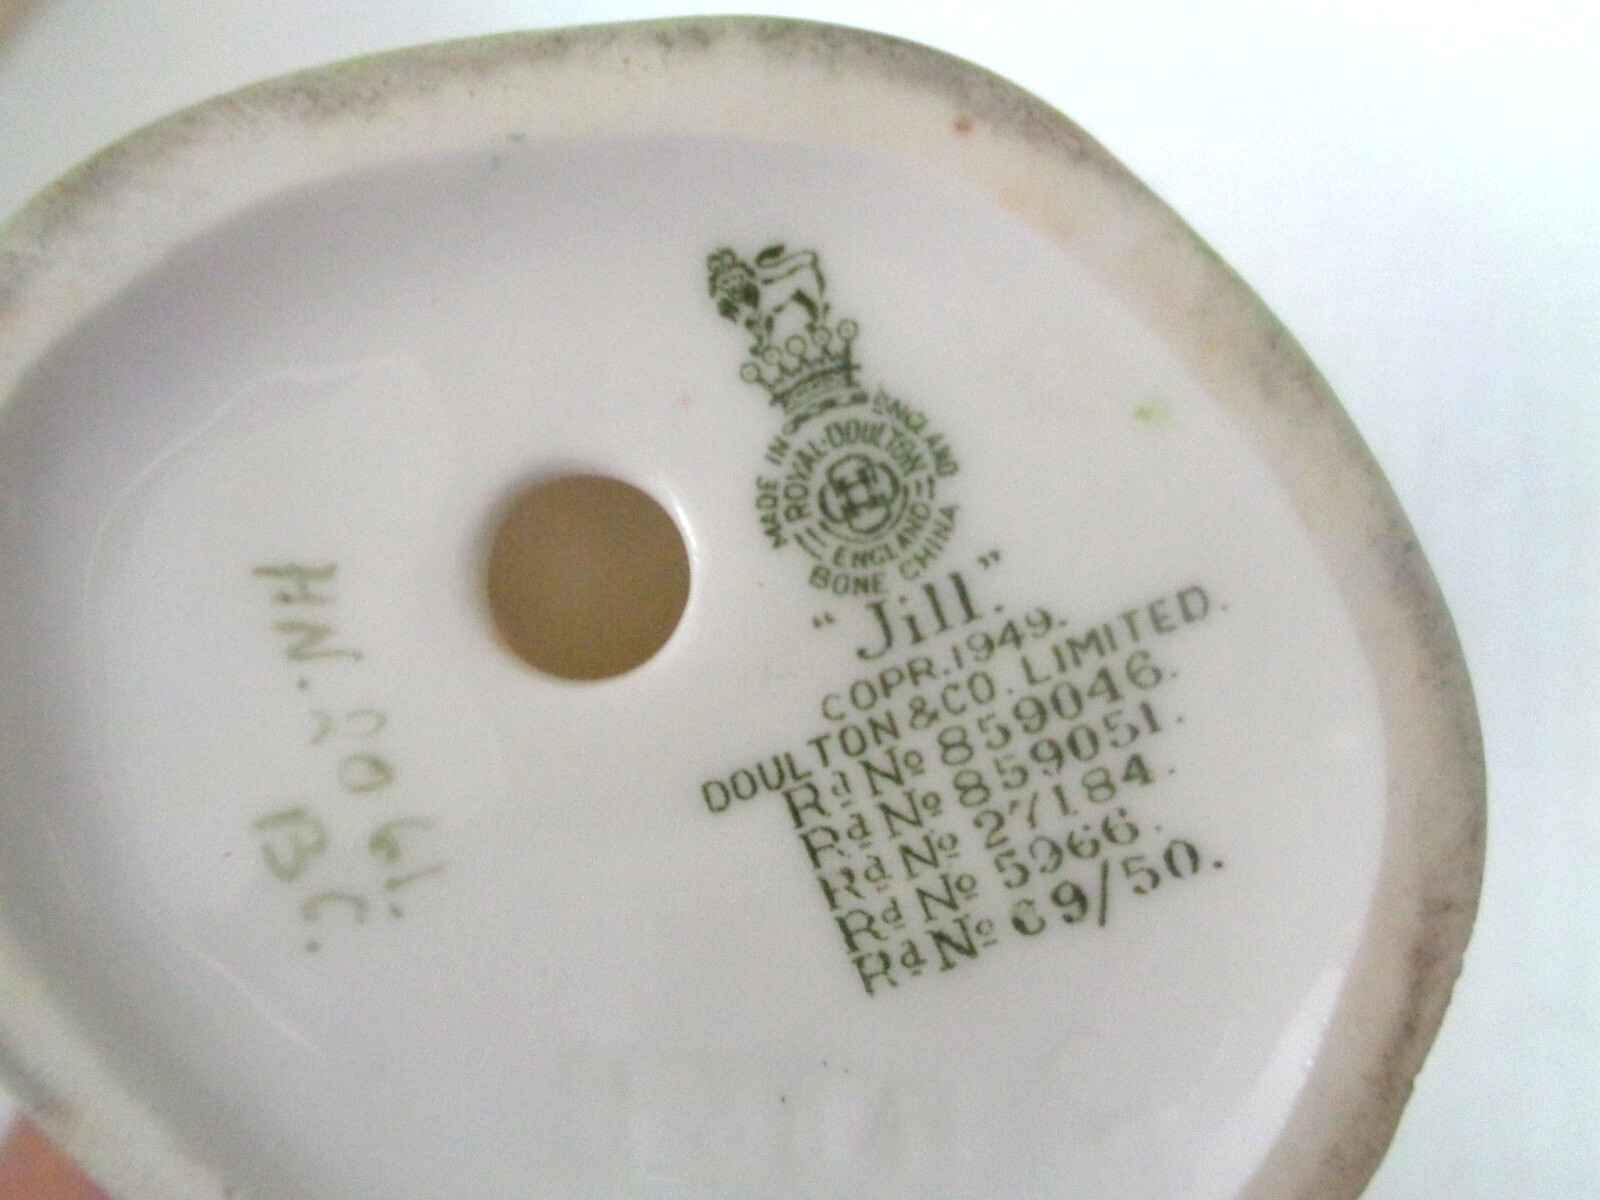 MADE IN ENGLAND
ROYAL·DOULTON
ENGLAND
BONE CHINA
"Jill".
COPR.1949.
DOULTON & CO. LIMITED.
Rd No 859046.
Rd No 859051.
Rd No 27184.
Rd No 5966.
Rd No 69/50.
HN.2061
B.C.